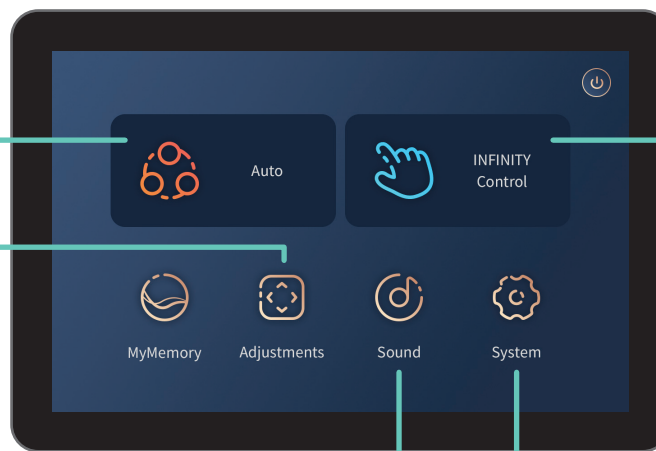 Auto
INFINITY
Control
MyMemory
Adjustments
Sound
System